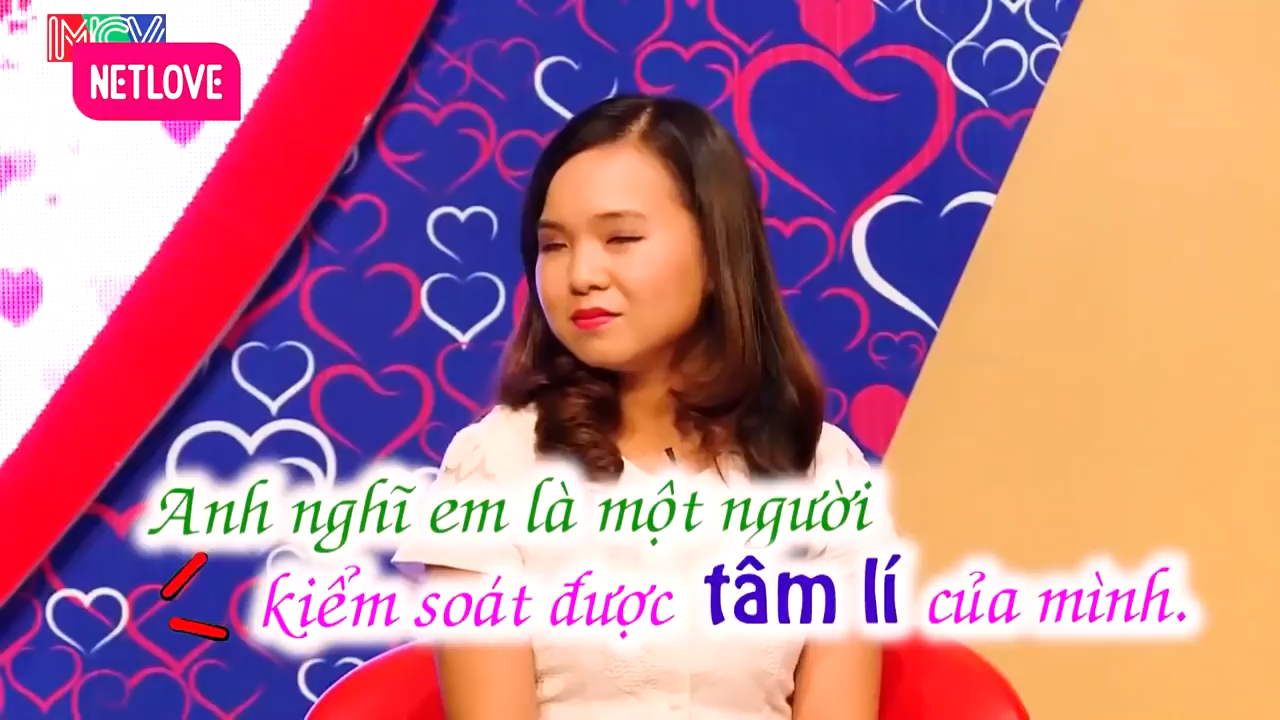 MCV
NETLOVE
Anh nghĩ em là một người
kiểm soát được tâm lí của mình.